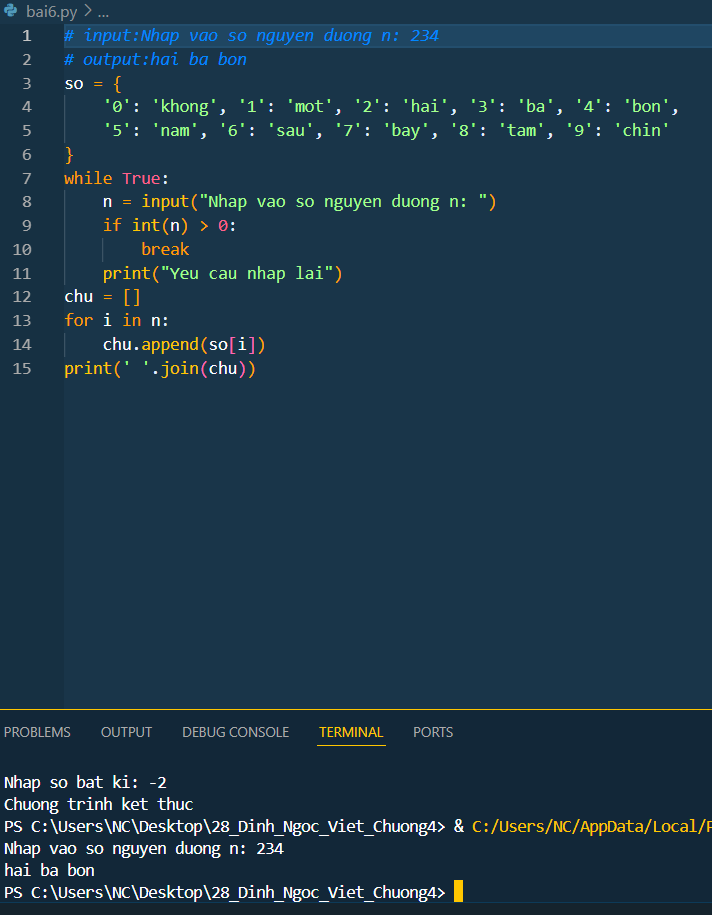 bai6.py > ...
1 # input:Nhap vao so nguyen duong n: 234
2 # output:hai ba bon
3 so = {
4     '0': 'khong', '1': 'mot', '2': 'hai', '3': 'ba', '4': 'bon',
5     '5': 'nam', '6': 'sau', '7': 'bay', '8': 'tam', '9': 'chin'
6 }
7 while True:
8     n = input("Nhap vao so nguyen duong n: ")
9     if int(n) > 0:
10         break
11     print("Yeu cau nhap lai")
12 chu = []
13 for i in n:
14     chu.append(so[i])
15 print(' '.join(chu))
PROBLEMS OUTPUT DEBUG CONSOLE TERMINAL PORTS
Nhap so bat ki: -2
Chuong trinh ket thuc
PS C:\Users\NC\Desktop\28_Dinh_Ngoc_Viet_Chuong4> & C:/Users/NC/AppData/Local/P
Nhap vao so nguyen duong n: 234
hai ba bon
PS C:\Users\NC\Desktop\28_Dinh_Ngoc_Viet_Chuong4>